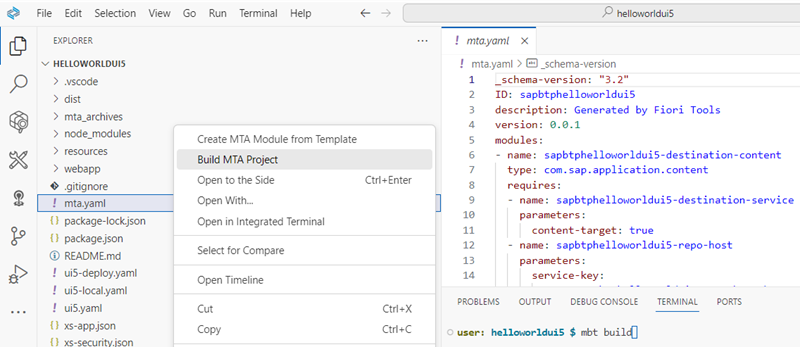 File Edit Selection View Go Run Terminal Help
helloworldui5
EXPLORER
HELLOWORLDUI5
.vscode
dist
mta_archives
node_modules
resources
webapp
.gitignore
mta.yaml
package-lock.json
package.json
README.md
ui5-deploy.yaml
ui5-local.yaml
ui5.yaml
xs-app.json
xs-security.json
Create MTA Module from Template
Build MTA Project
Open to the Side Ctrl+Enter
Open With...
Open in Integrated Terminal
Select for Compare
Open Timeline
Cut Ctrl+X
Copy Ctrl+C
mta.yaml
mta.yaml > _schema-version
1 _schema-version: "3.2"
2 ID: sapbtphelloworldui5
3 description: Generated by Fiori Tools
4 version: 0.0.1
5 modules:
6 - name: sapbtphelloworldui5-destination-content
7 type: com.sap.application.content
8 requires:
9 - name: sapbtphelloworldui5-destination-service
10 parameters:
11 content-target: true
12 - name: sapbtphelloworldui5-repo-host
13 parameters:
14 service-key:
PROBLEMS OUTPUT DEBUG CONSOLE TERMINAL PORTS
user: helloworldui5 $ mbt build